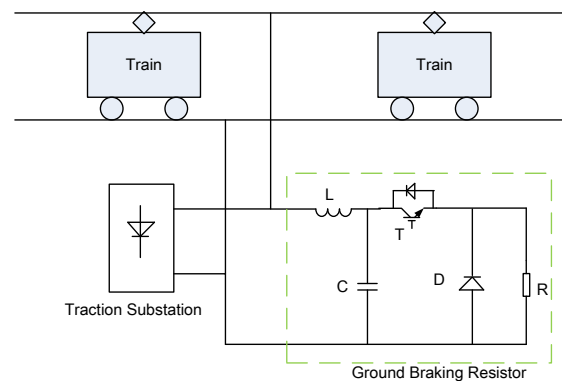 Train
Train
L
T
C
D
R
Traction Substation
Ground Braking Resistor